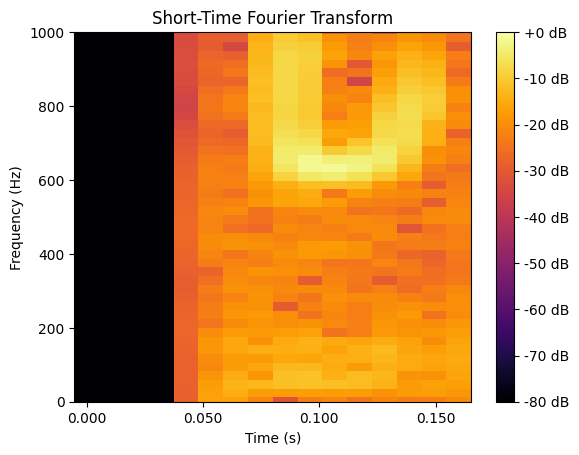 Short-Time Fourier Transform
Frequency (Hz)
1000
800
600
400
200
0
0.000
0.050
0.100
0.150
Time (s)
+0 dB
-10 dB
-20 dB
-30 dB
-40 dB
-50 dB
-60 dB
-70 dB
-80 dB